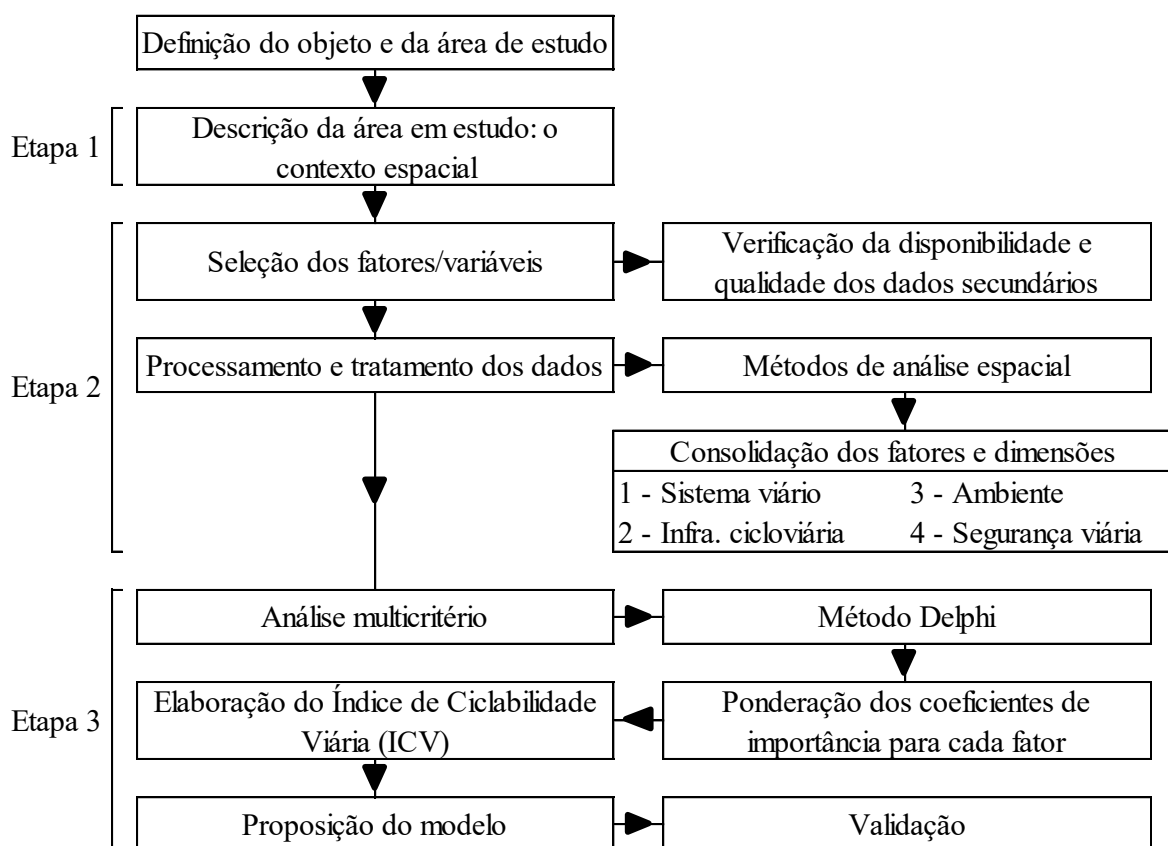 Definição do objeto e da área de estudo
Etapa 1
Descrição da área em estudo: o
contexto espacial
Etapa 2
Seleção dos fatores/variáveis
Verificação da disponibilidade e
qualidade dos dados secundários
Processamento e tratamento dos dados
Métodos de análise espacial
Consolidação dos fatores e dimensões
1 - Sistema viário
3 - Ambiente
2 - Infra. cicloviária
4 - Segurança viária
Etapa 3
Análise multicritério
Método Delphi
Ponderação dos coeficientes de
importância para cada fator
Elaboração do Índice de Ciclabilidade
Viária (ICV)
Proposição do modelo
Validação